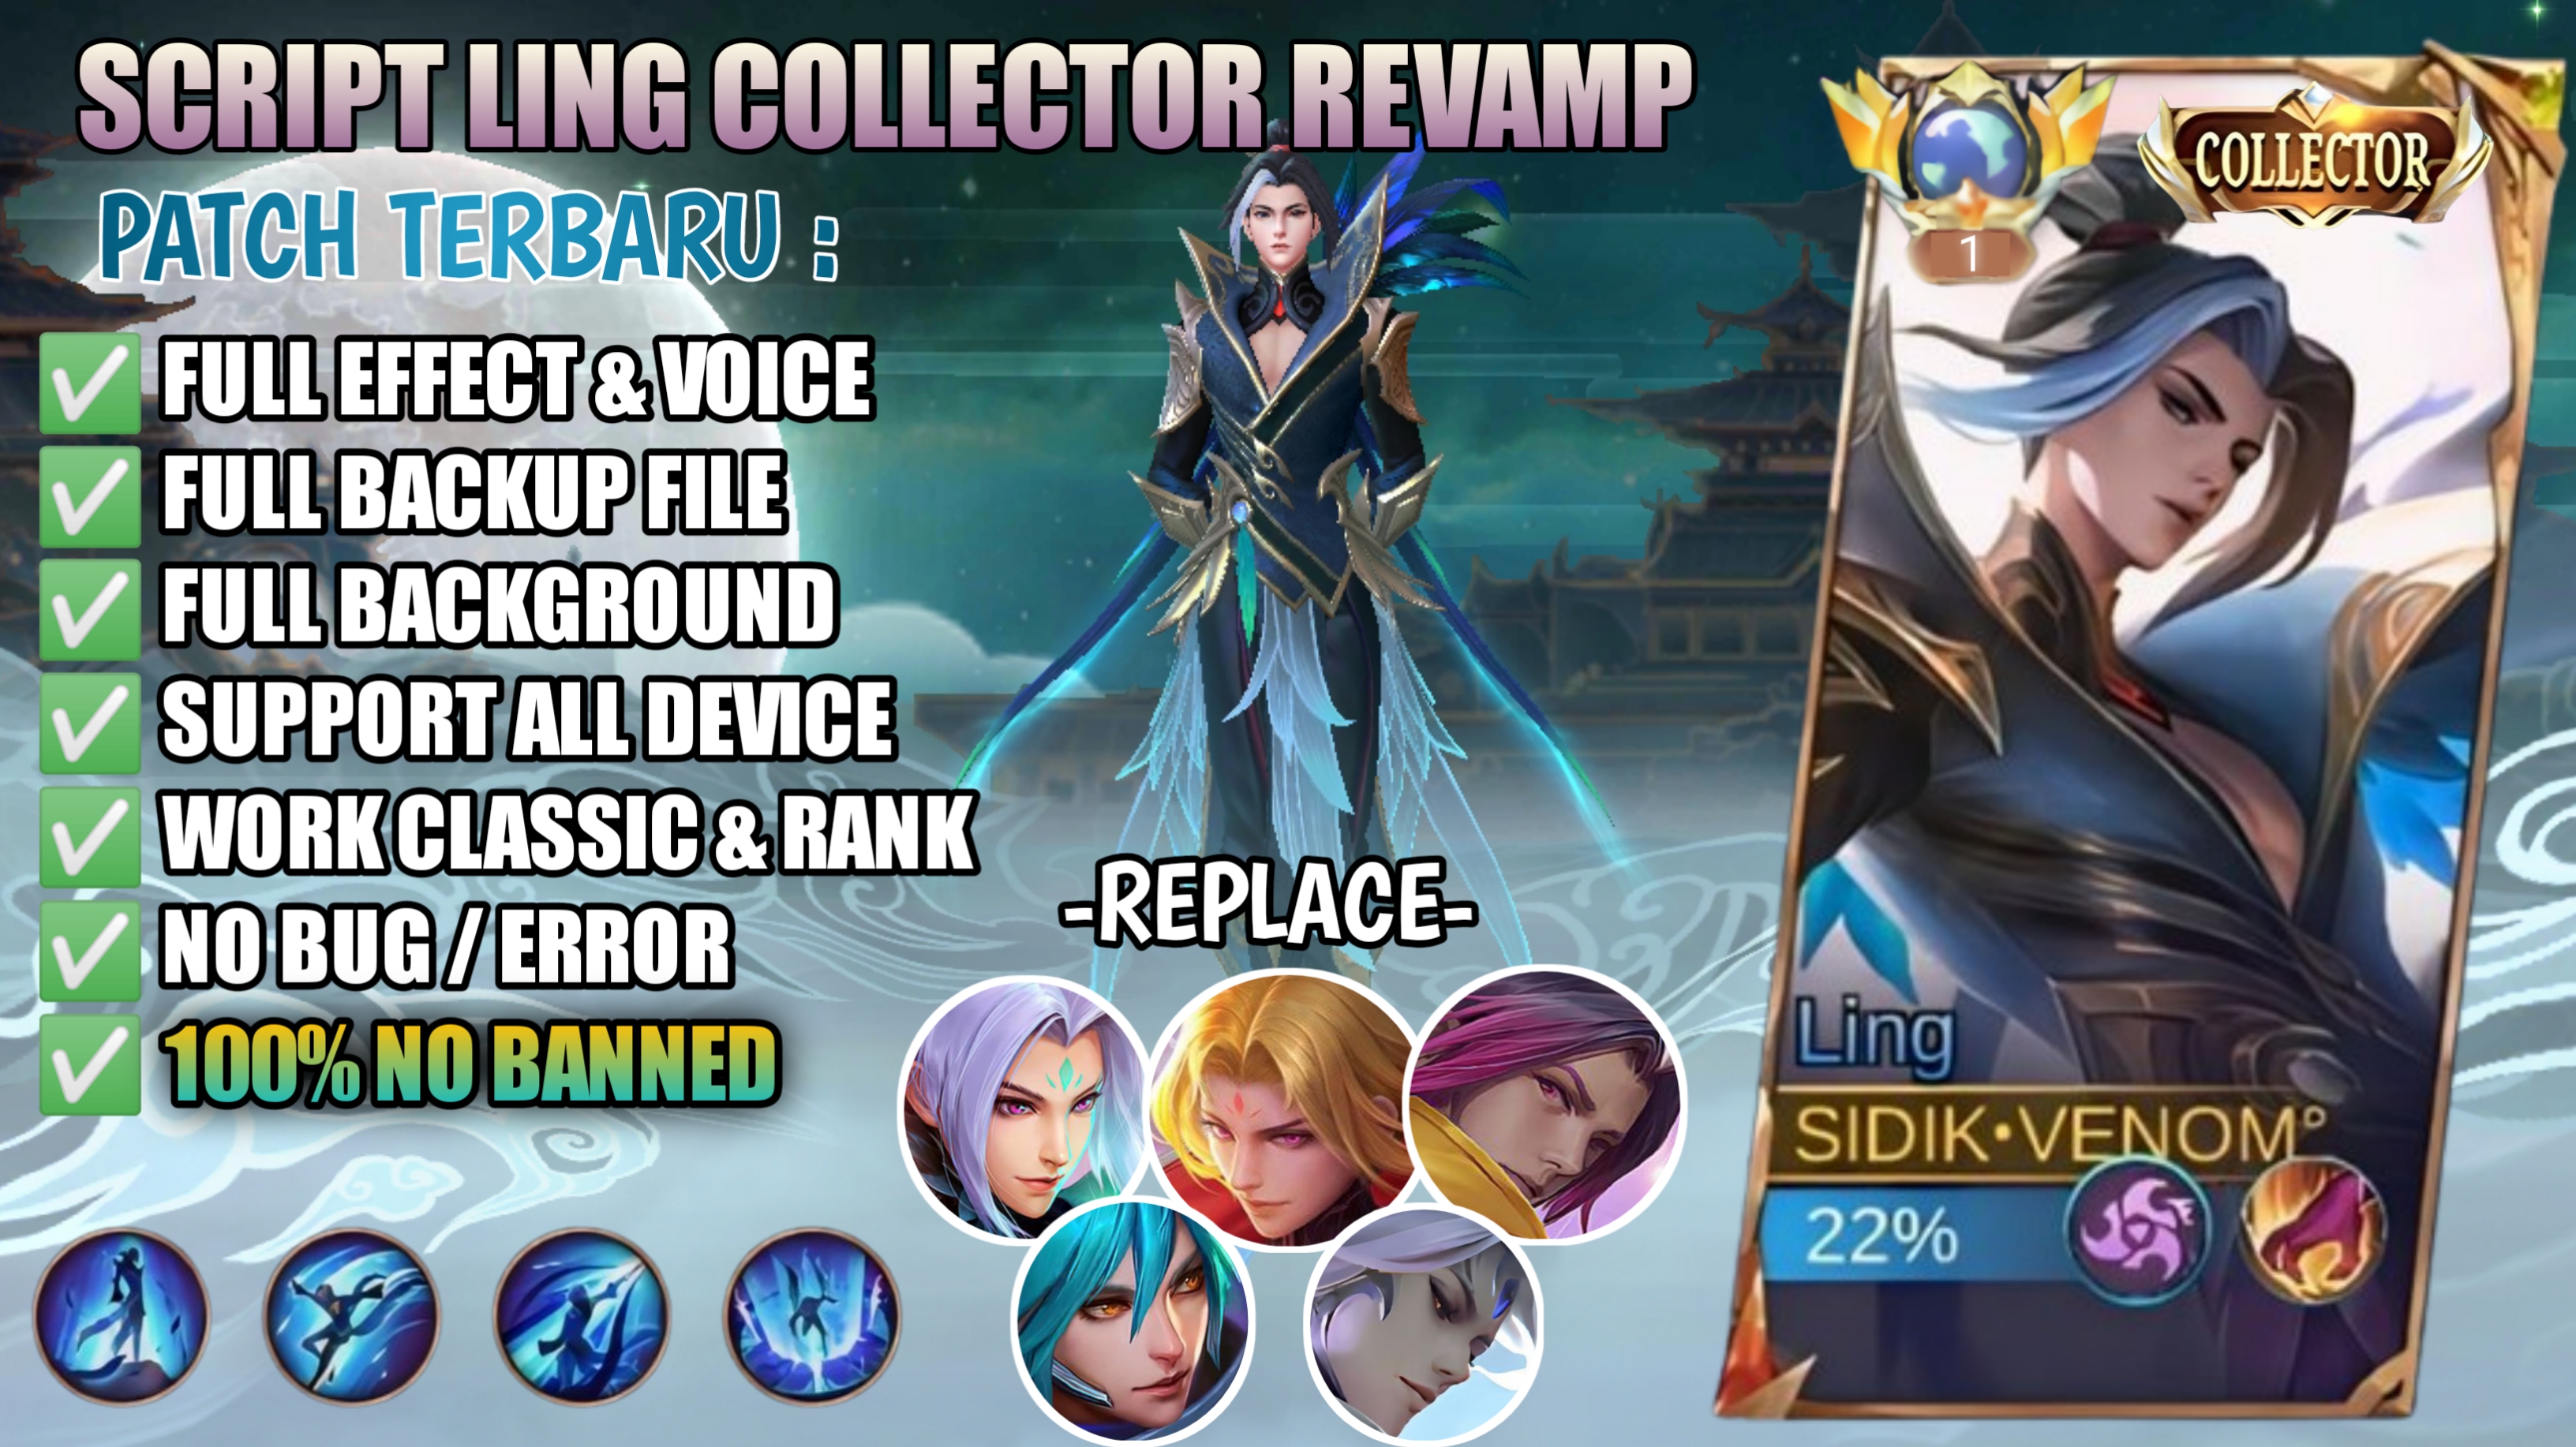 SCRIPT LING COLLECTOR REVAMP
PATCH TERBARU :
✅ FULL EFFECT & VOICE
✅ FULL BACKUP FILE
✅ FULL BACKGROUND
✅ SUPPORT ALL DEVICE
✅ WORK CLASSIC & RANK
✅ NO BUG / ERROR
✅ 100% NO BANNED
-REPLACE-
COLLECTOR
1
Ling
SIDIK•VENOM°
22%